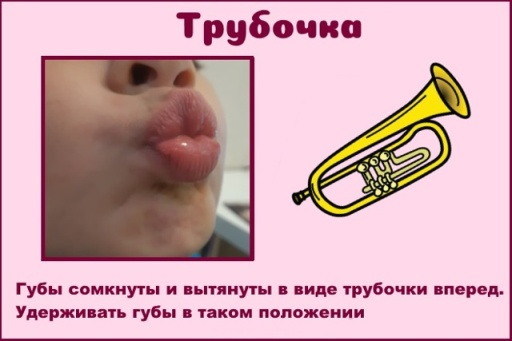 Трубочка
Губы сомкнуты и вытянуты в виде трубочки вперед.
Удерживать губы в таком положении